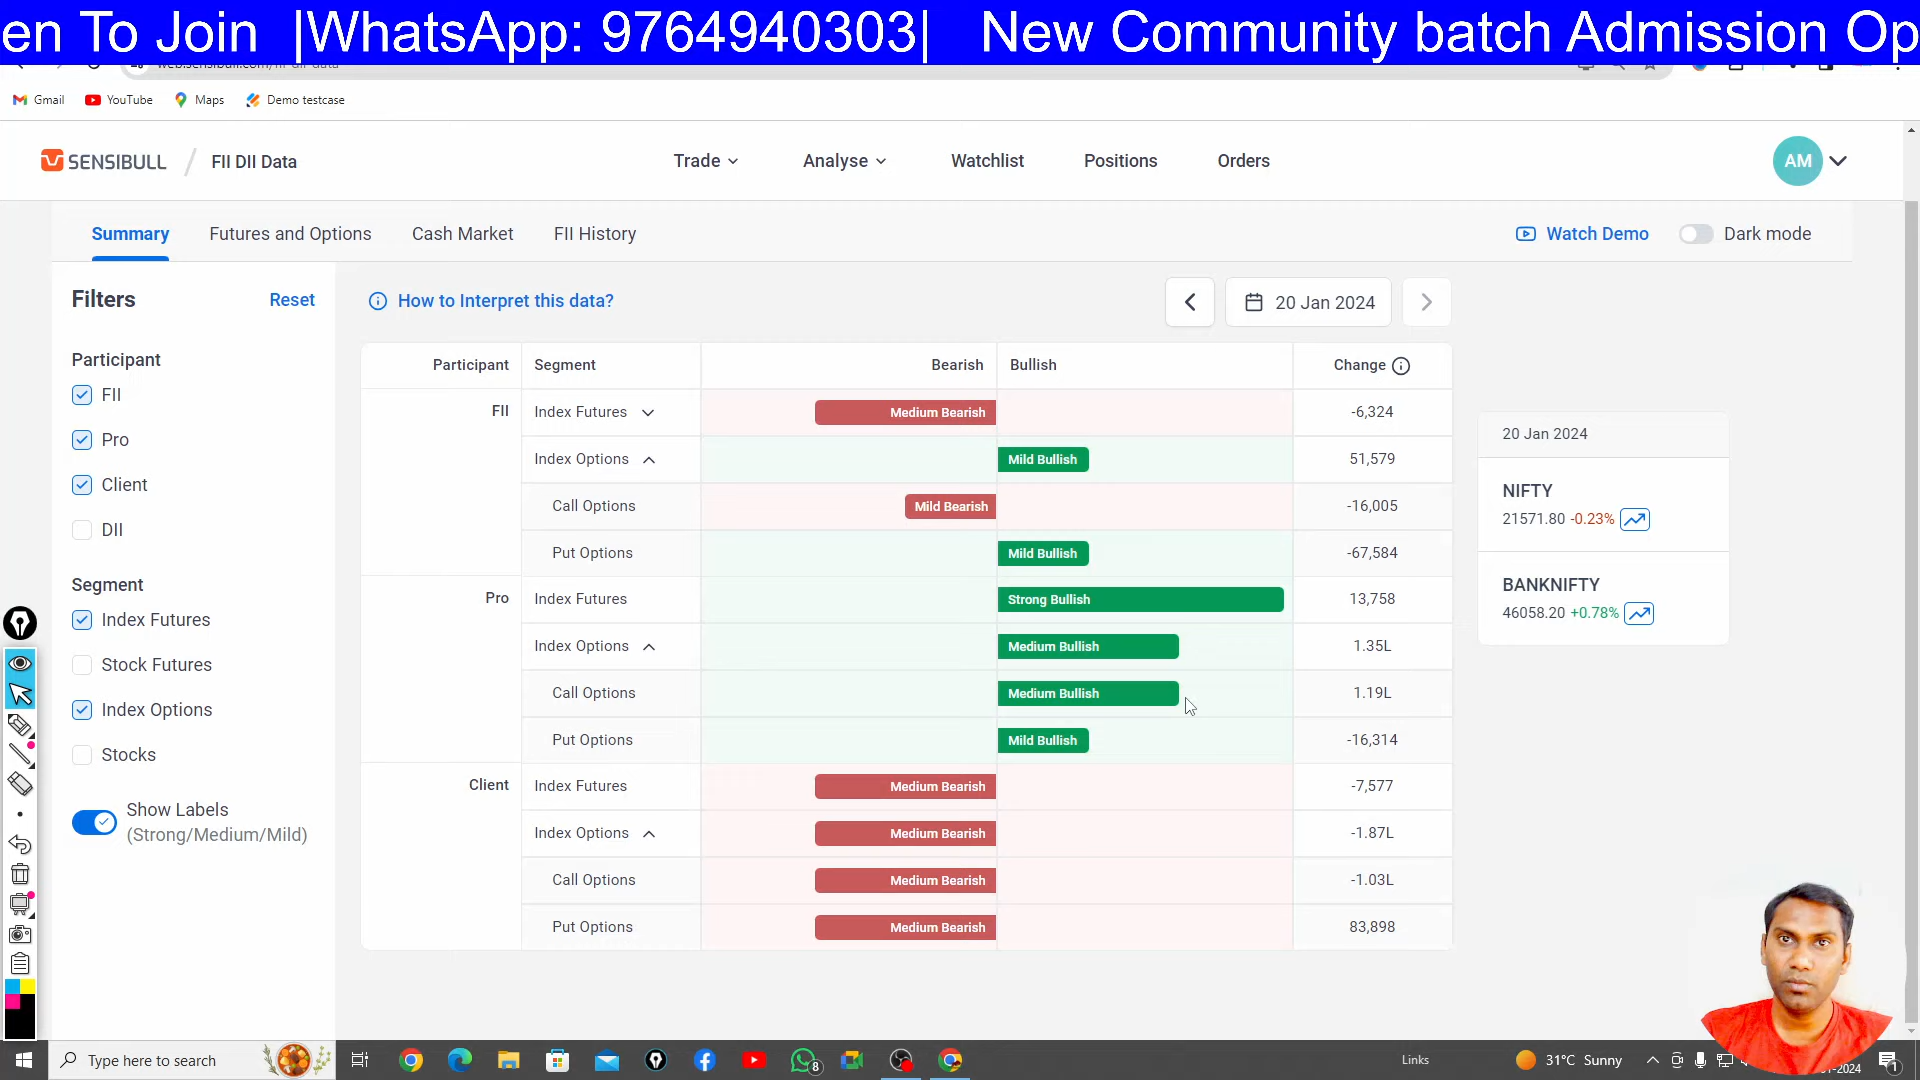 en To Join |WhatsApp: 9764940303| New Community batch Admission Op
web.sensibull.com/fii-dii-data
Gmail YouTube Maps Demo testcase
SENSIBULL / FII DII Data Trade Analyse Watchlist Positions Orders AM
Summary Futures and Options Cash Market FII History Watch Demo Dark mode
Filters Reset
How to Interpret this data? 20 Jan 2024
Participant
FII
Pro
Client
DII
Segment
Index Futures
Stock Futures
Index Options
Stocks
Show Labels
(Strong/Medium/Mild)
Participant Segment Bearish Bullish Change
FII Index Futures Medium Bearish -6,324
Index Options Mild Bullish 51,579
Call Options Mild Bearish -16,005
Put Options Mild Bullish -67,584
Pro Index Futures Strong Bullish 13,758
Index Options Medium Bullish 1.35L
Call Options Medium Bullish 1.19L
Put Options Mild Bullish -16,314
Client Index Futures Medium Bearish -7,577
Index Options Medium Bearish -1.87L
Call Options Medium Bearish -1.03L
Put Options Medium Bearish 83,898
20 Jan 2024
NIFTY
21571.80 -0.23%
BANKNIFTY
46058.20 +0.78%
Type here to search 8 Links 31°C Sunny 1